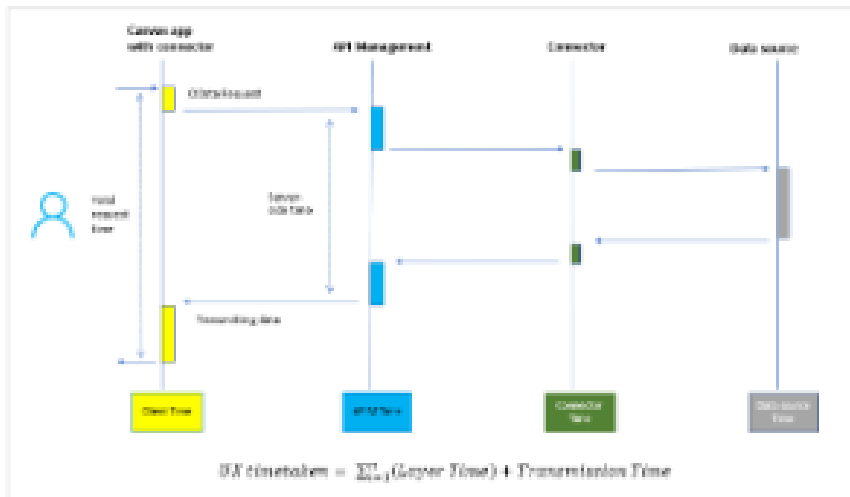 Canvas app
with connector
API Management
Connector
Data source
OData Request
Total
request
time
Server-
side time
Transmitting data
Client Time
APIM Time
Connector
Time
Data source
Time
UX timetaken = Σ (Layer Time) + Transmission Time